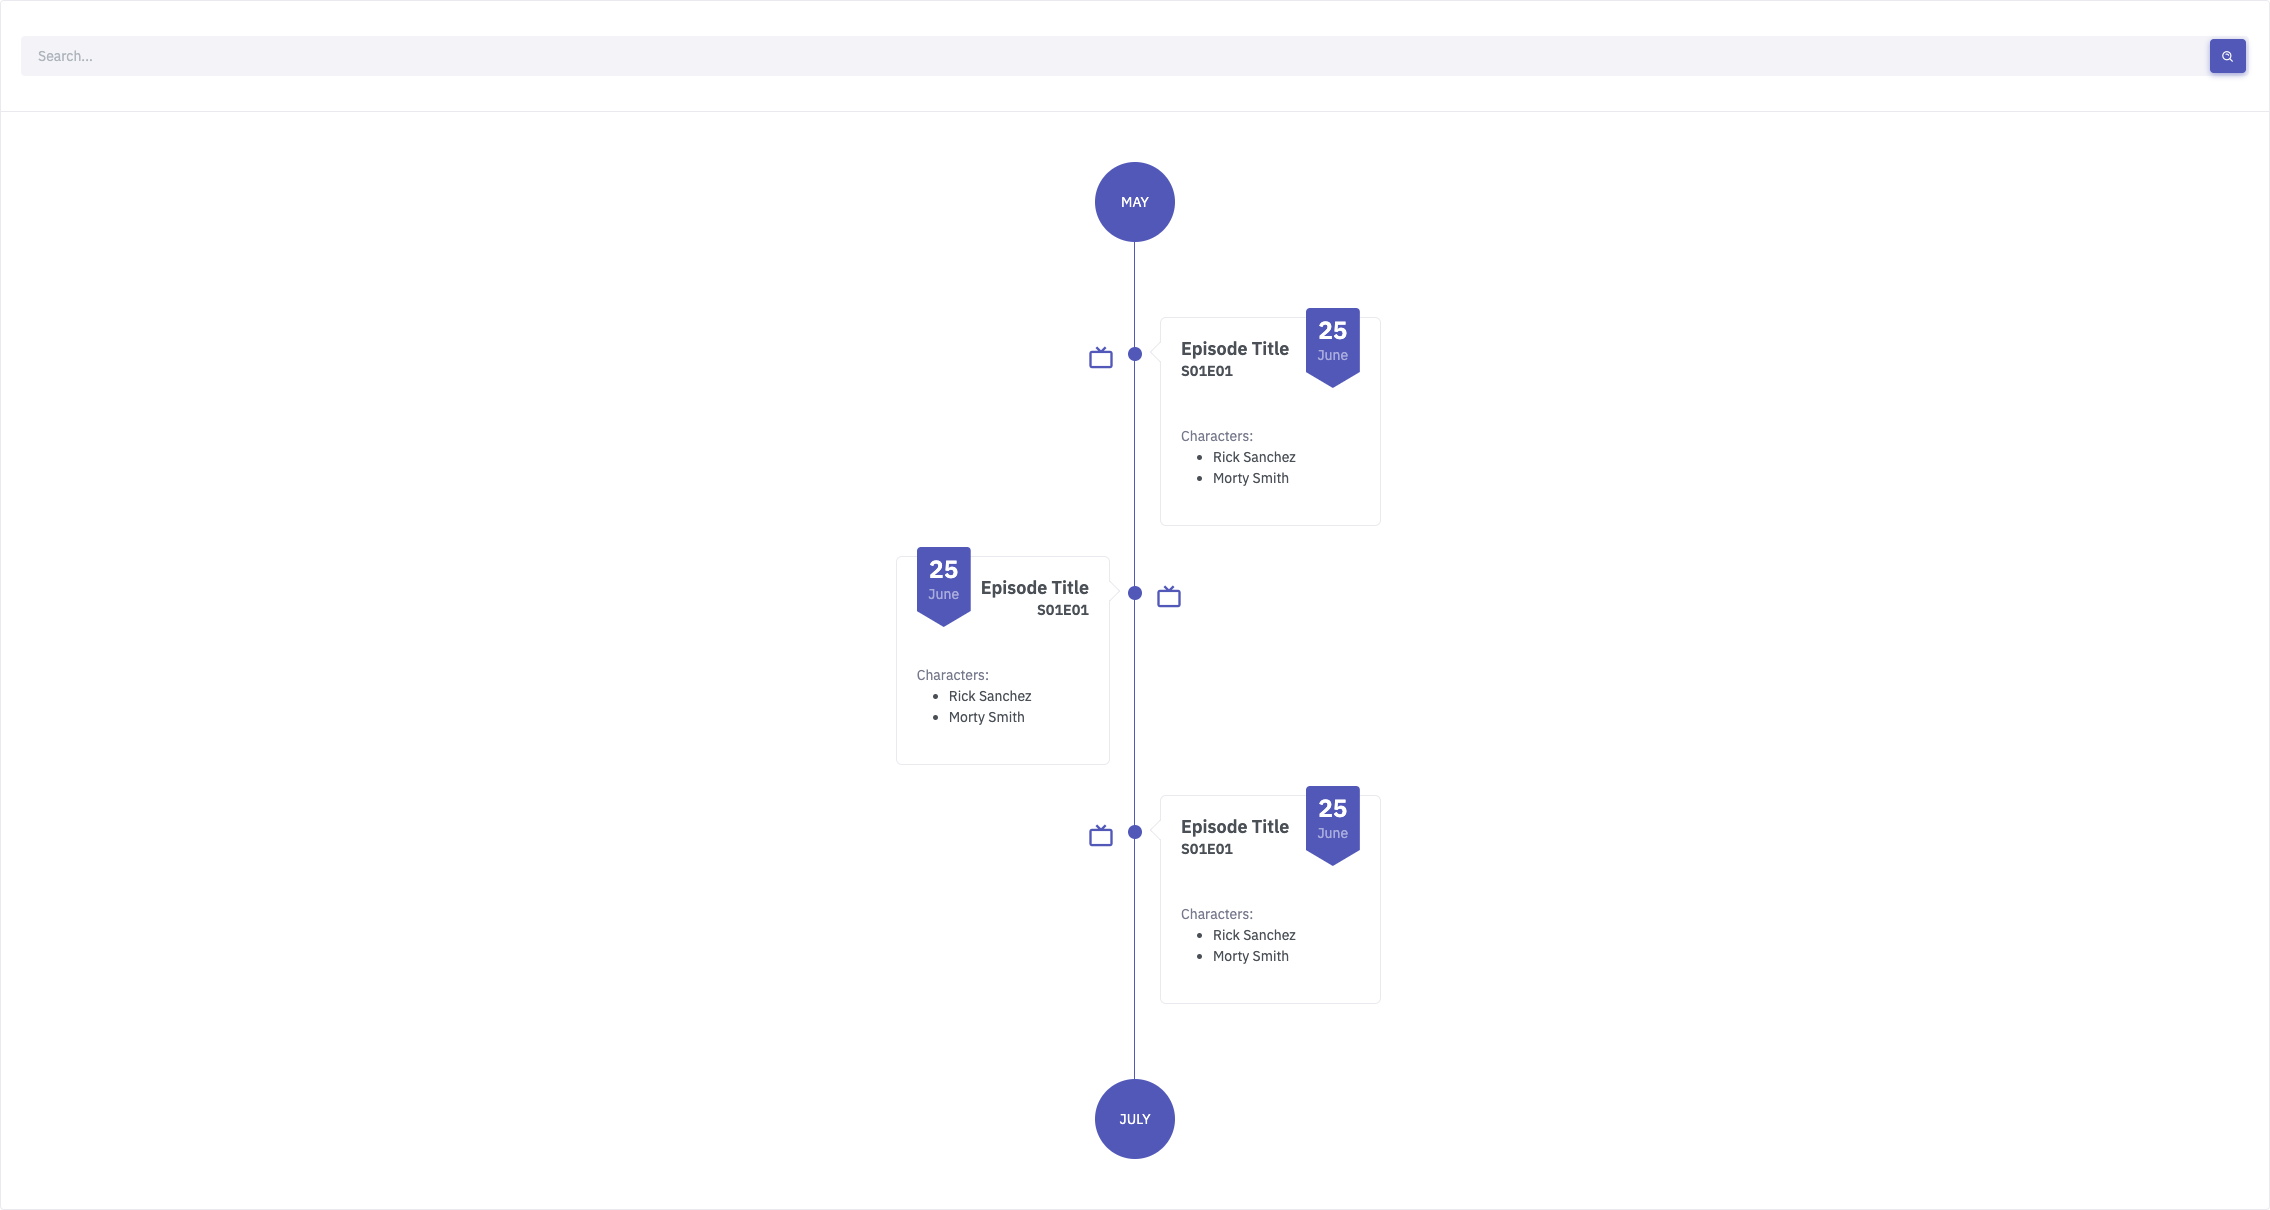 Search...
MAY
Episode Title
S01E01
25
June
Characters:
Rick Sanchez
Morty Smith
25
June
Episode Title
S01E01
Characters:
Rick Sanchez
Morty Smith
Episode Title
S01E01
25
June
Characters:
Rick Sanchez
Morty Smith
JULY